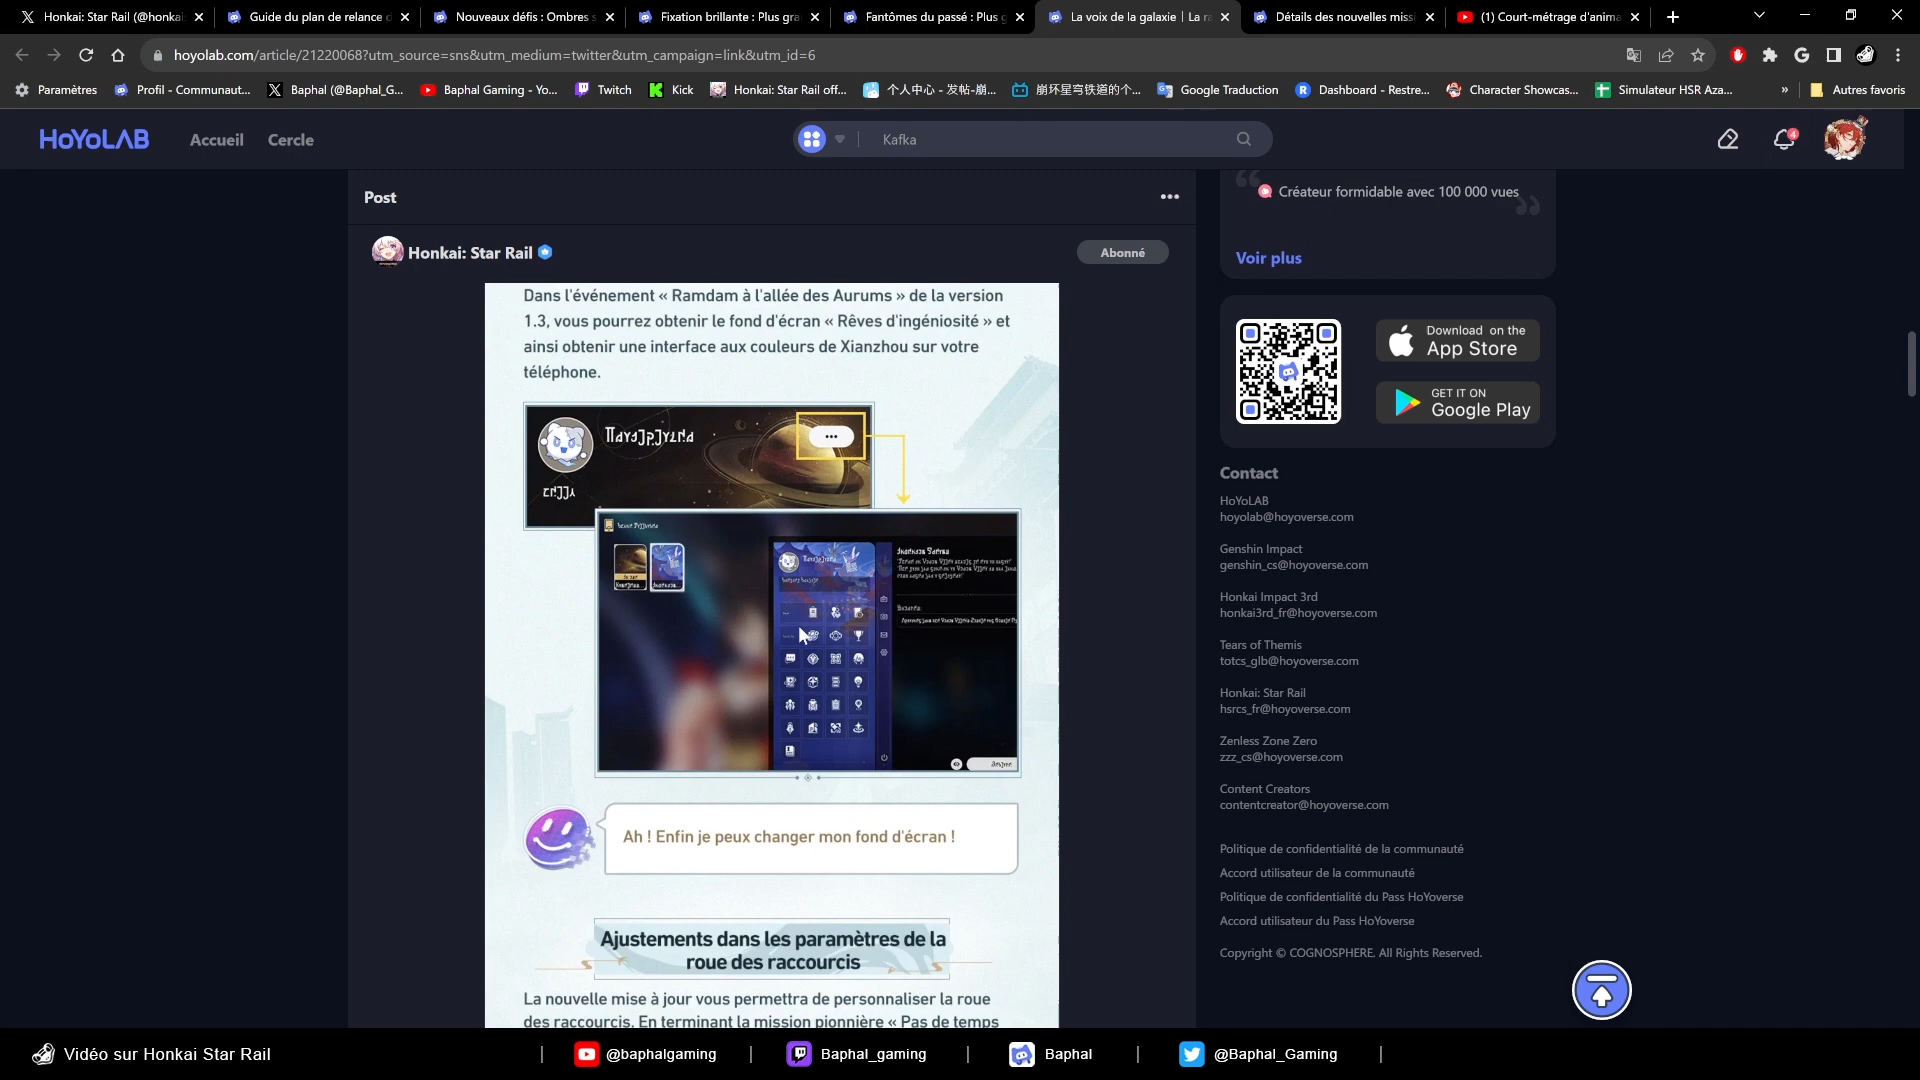 Honkai: Star Rail (@honkai
Guide du plan de relance d
Nouveaux défis : Ombres s
Fixation brillante : Plus gra
Fantômes du passé : Plus g
La voix de la galaxie | La ra
Détails des nouvelles missi
(1) Court-métrage d'anima
hoyolab.com/article/21220068?utm_source=sns&utm_medium=twitter&utm_campaign=link&utm_id=6
Paramètres
Profil - Communaut...
Baphal (@Baphal_G...
Baphal Gaming - Yo...
Twitch
Kick
Honkai: Star Rail off...
个人中心 - 发帖-崩...
崩坏星穹铁道的个...
Google Traduction
Dashboard - Restre...
Character Showcas...
Simulateur HSR Aza...
»
Autres favoris
HoYoLAB
Accueil
Cercle
Kafka
4
Post
Honkai: Star Rail
Abonné
Dans l'événement « Ramdam à l'allée des Aurums » de la version
1.3, vous pourrez obtenir le fond d'écran « Rêves d'ingéniosité » et
ainsi obtenir une interface aux couleurs de Xianzhou sur votre
téléphone.
Ah ! Enfin je peux changer mon fond d'écran !
Ajustements dans les paramètres de la
roue des raccourcis
La nouvelle mise à jour vous permettra de personnaliser la roue
des raccourcis. En terminant la mission pionnière « Pas de temps
Créateur formidable avec 100 000 vues
Voir plus
Download on the
App Store
GET IT ON
Google Play
Contact
HoYoLAB
hoyolab@hoyoverse.com
Genshin Impact
genshin_cs@hoyoverse.com
Honkai Impact 3rd
honkai3rd_fr@hoyoverse.com
Tears of Themis
totcs_glb@hoyoverse.com
Honkai: Star Rail
hsrcs_fr@hoyoverse.com
Zenless Zone Zero
zzz_cs@hoyoverse.com
Content Creators
contentcreator@hoyoverse.com
Politique de confidentialité de la communauté
Accord utilisateur de la communauté
Politique de confidentialité du Pass HoYoverse
Accord utilisateur du Pass HoYoverse
Copyright © COGNOSPHERE. All Rights Reserved.
Vidéo sur Honkai Star Rail
@baphalgaming
Baphal_gaming
Baphal
@Baphal_Gaming